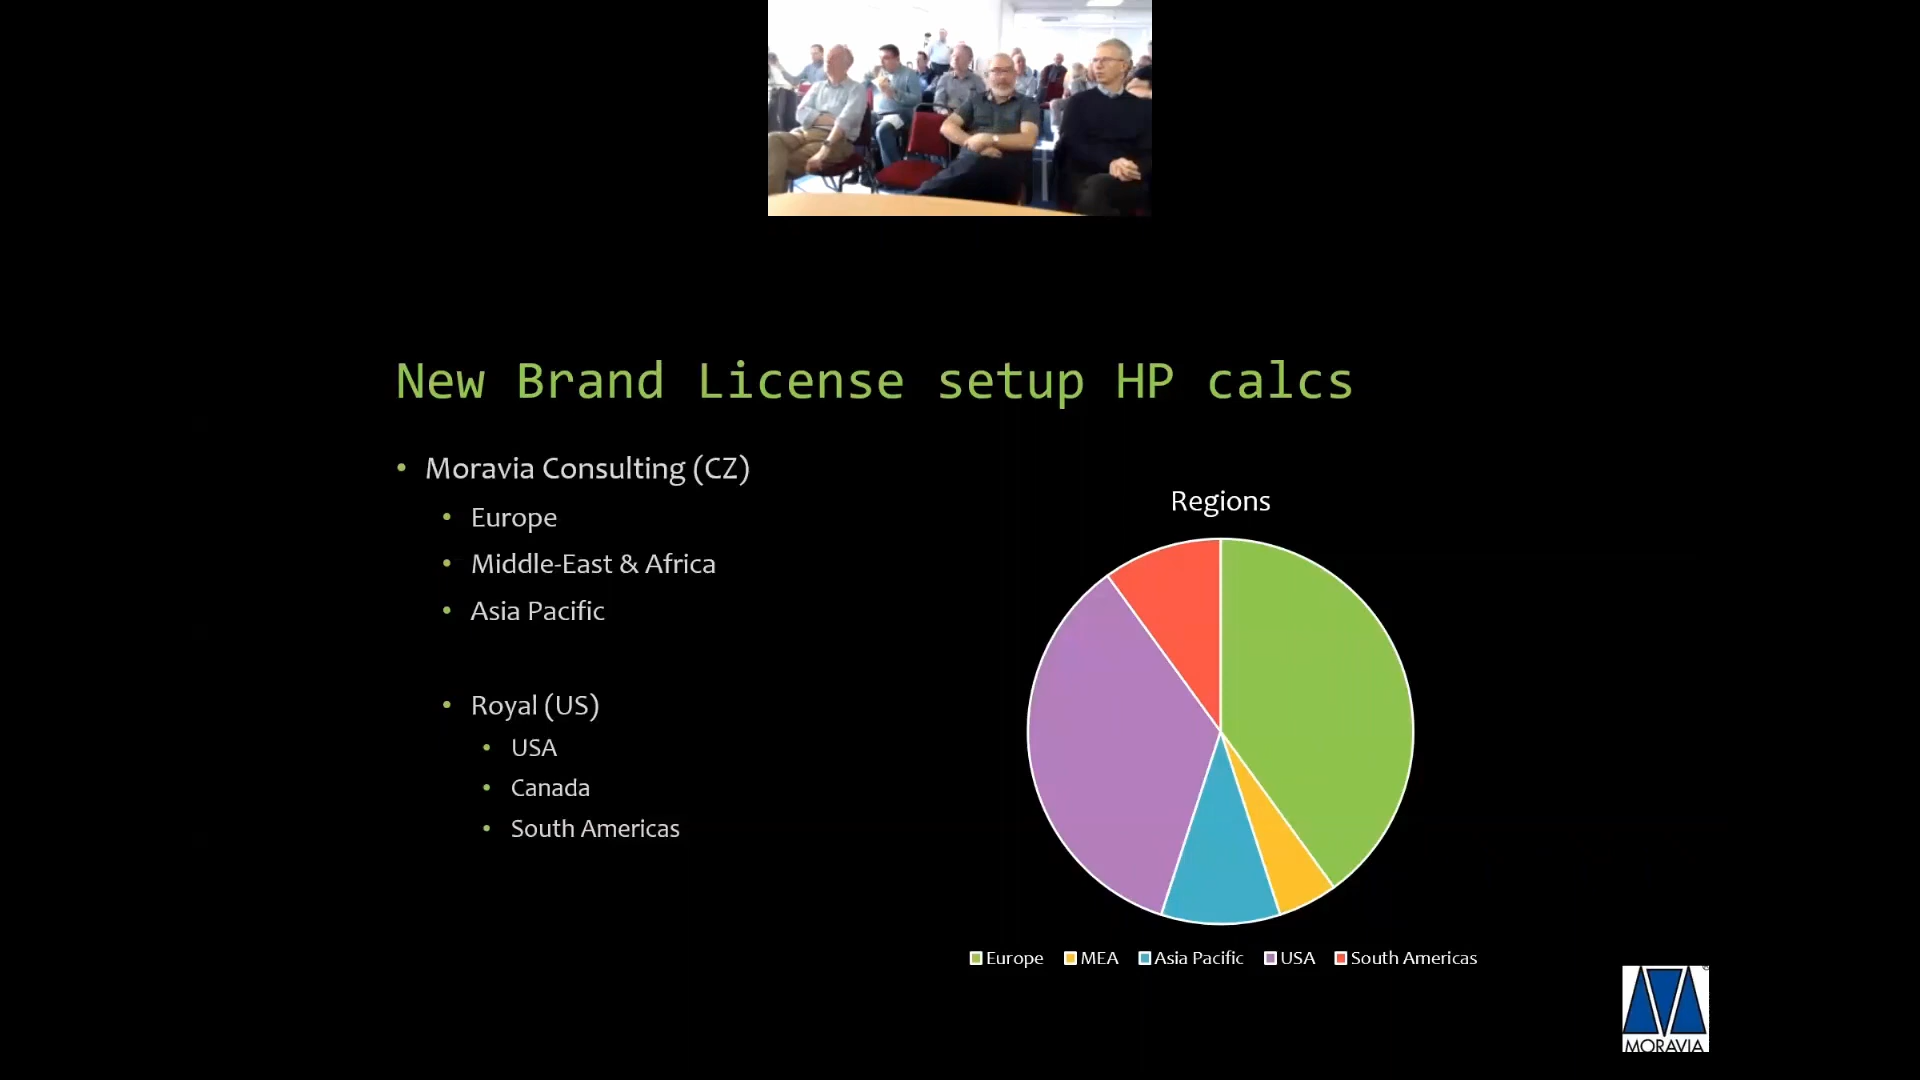 New Brand License setup HP calcs
• Moravia Consulting (CZ)
• Europe
• Middle-East & Africa
• Asia Pacific
• Royal (US)
• USA
• Canada
• South Americas
Regions
Europe MEA Asia Pacific USA South Americas
MORAVIA